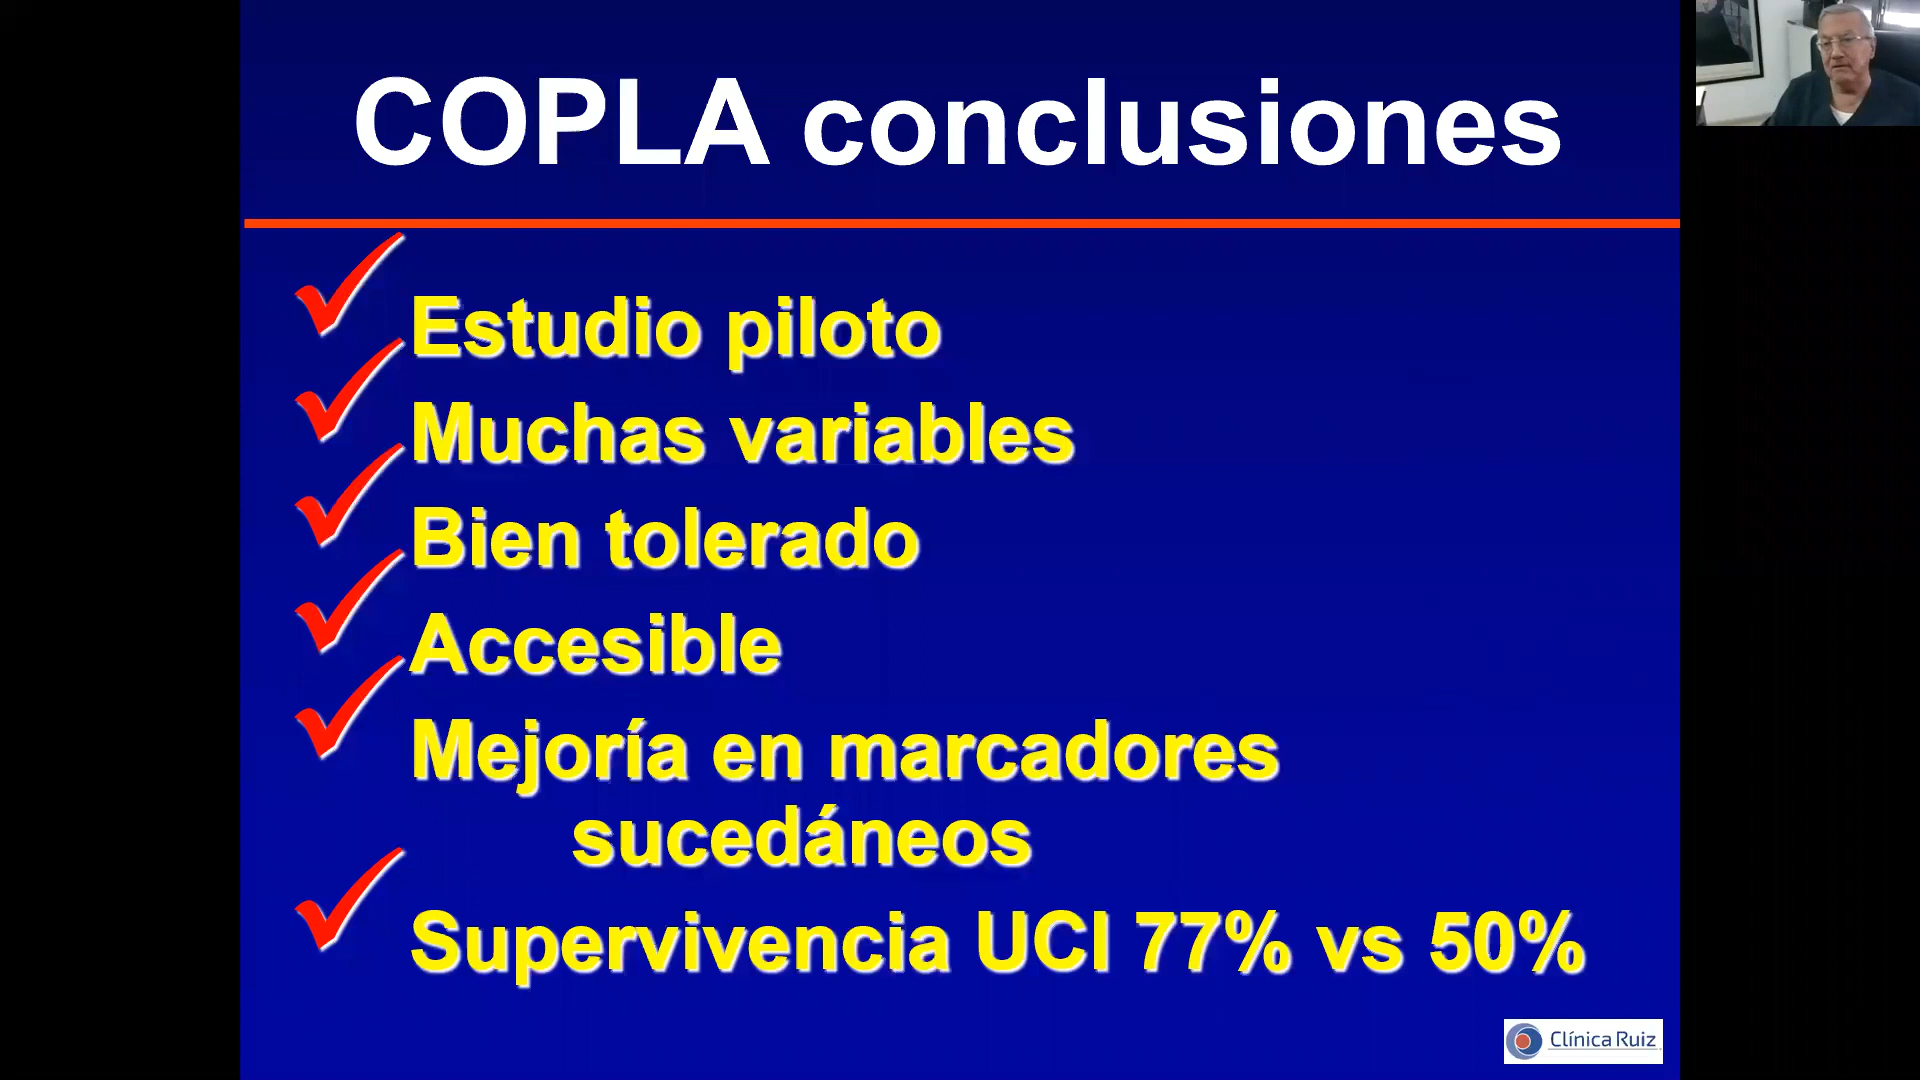 COPLA conclusiones
Estudio piloto
Muchas variables
Bien tolerado
Accesible
Mejoría en marcadores
sucedáneos
Supervivencia UCI 77% vs 50%
Clínica Ruiz